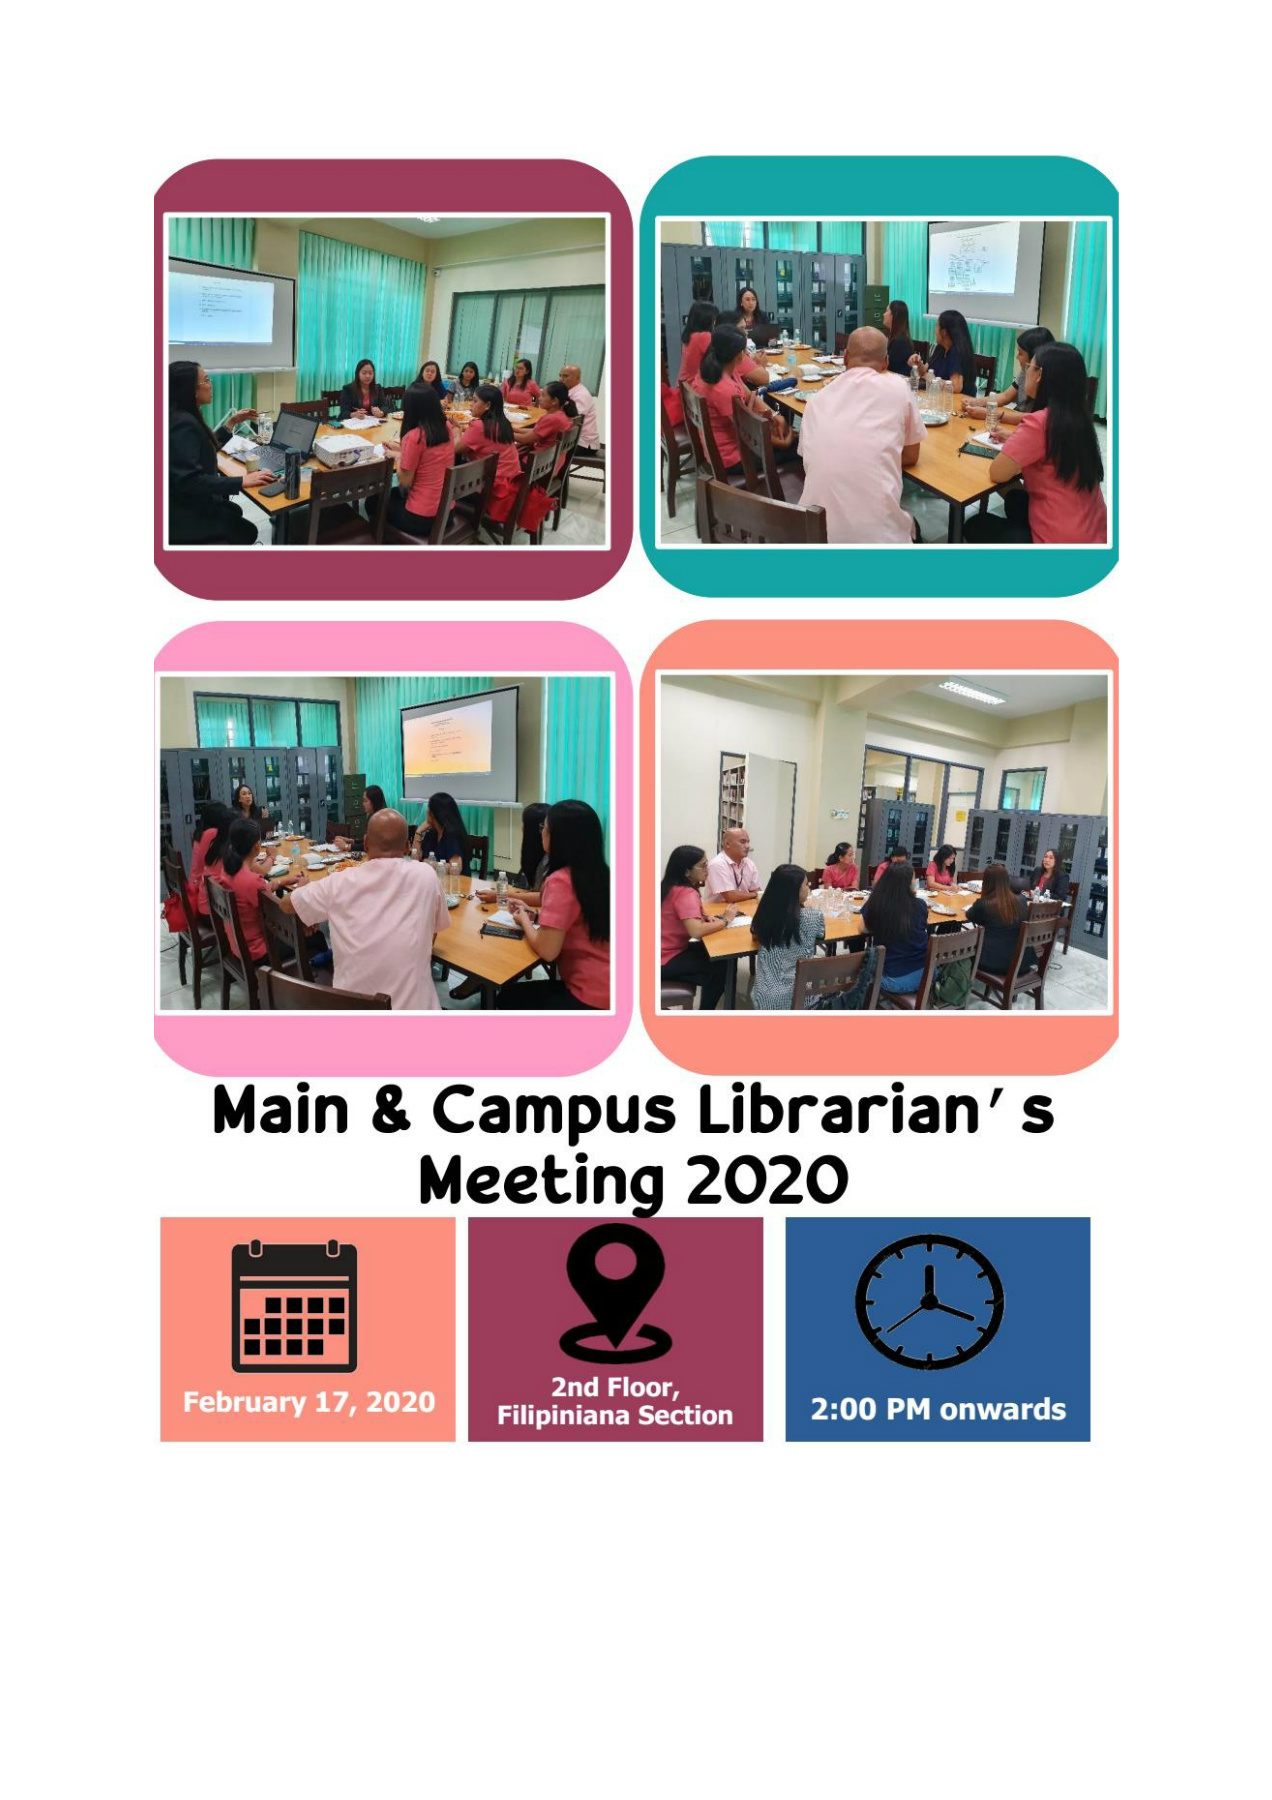 Main & Campus Librarian's
Meeting 2020
February 17, 2020
2nd Floor,
Filipiniana Section
2:00 PM onwards